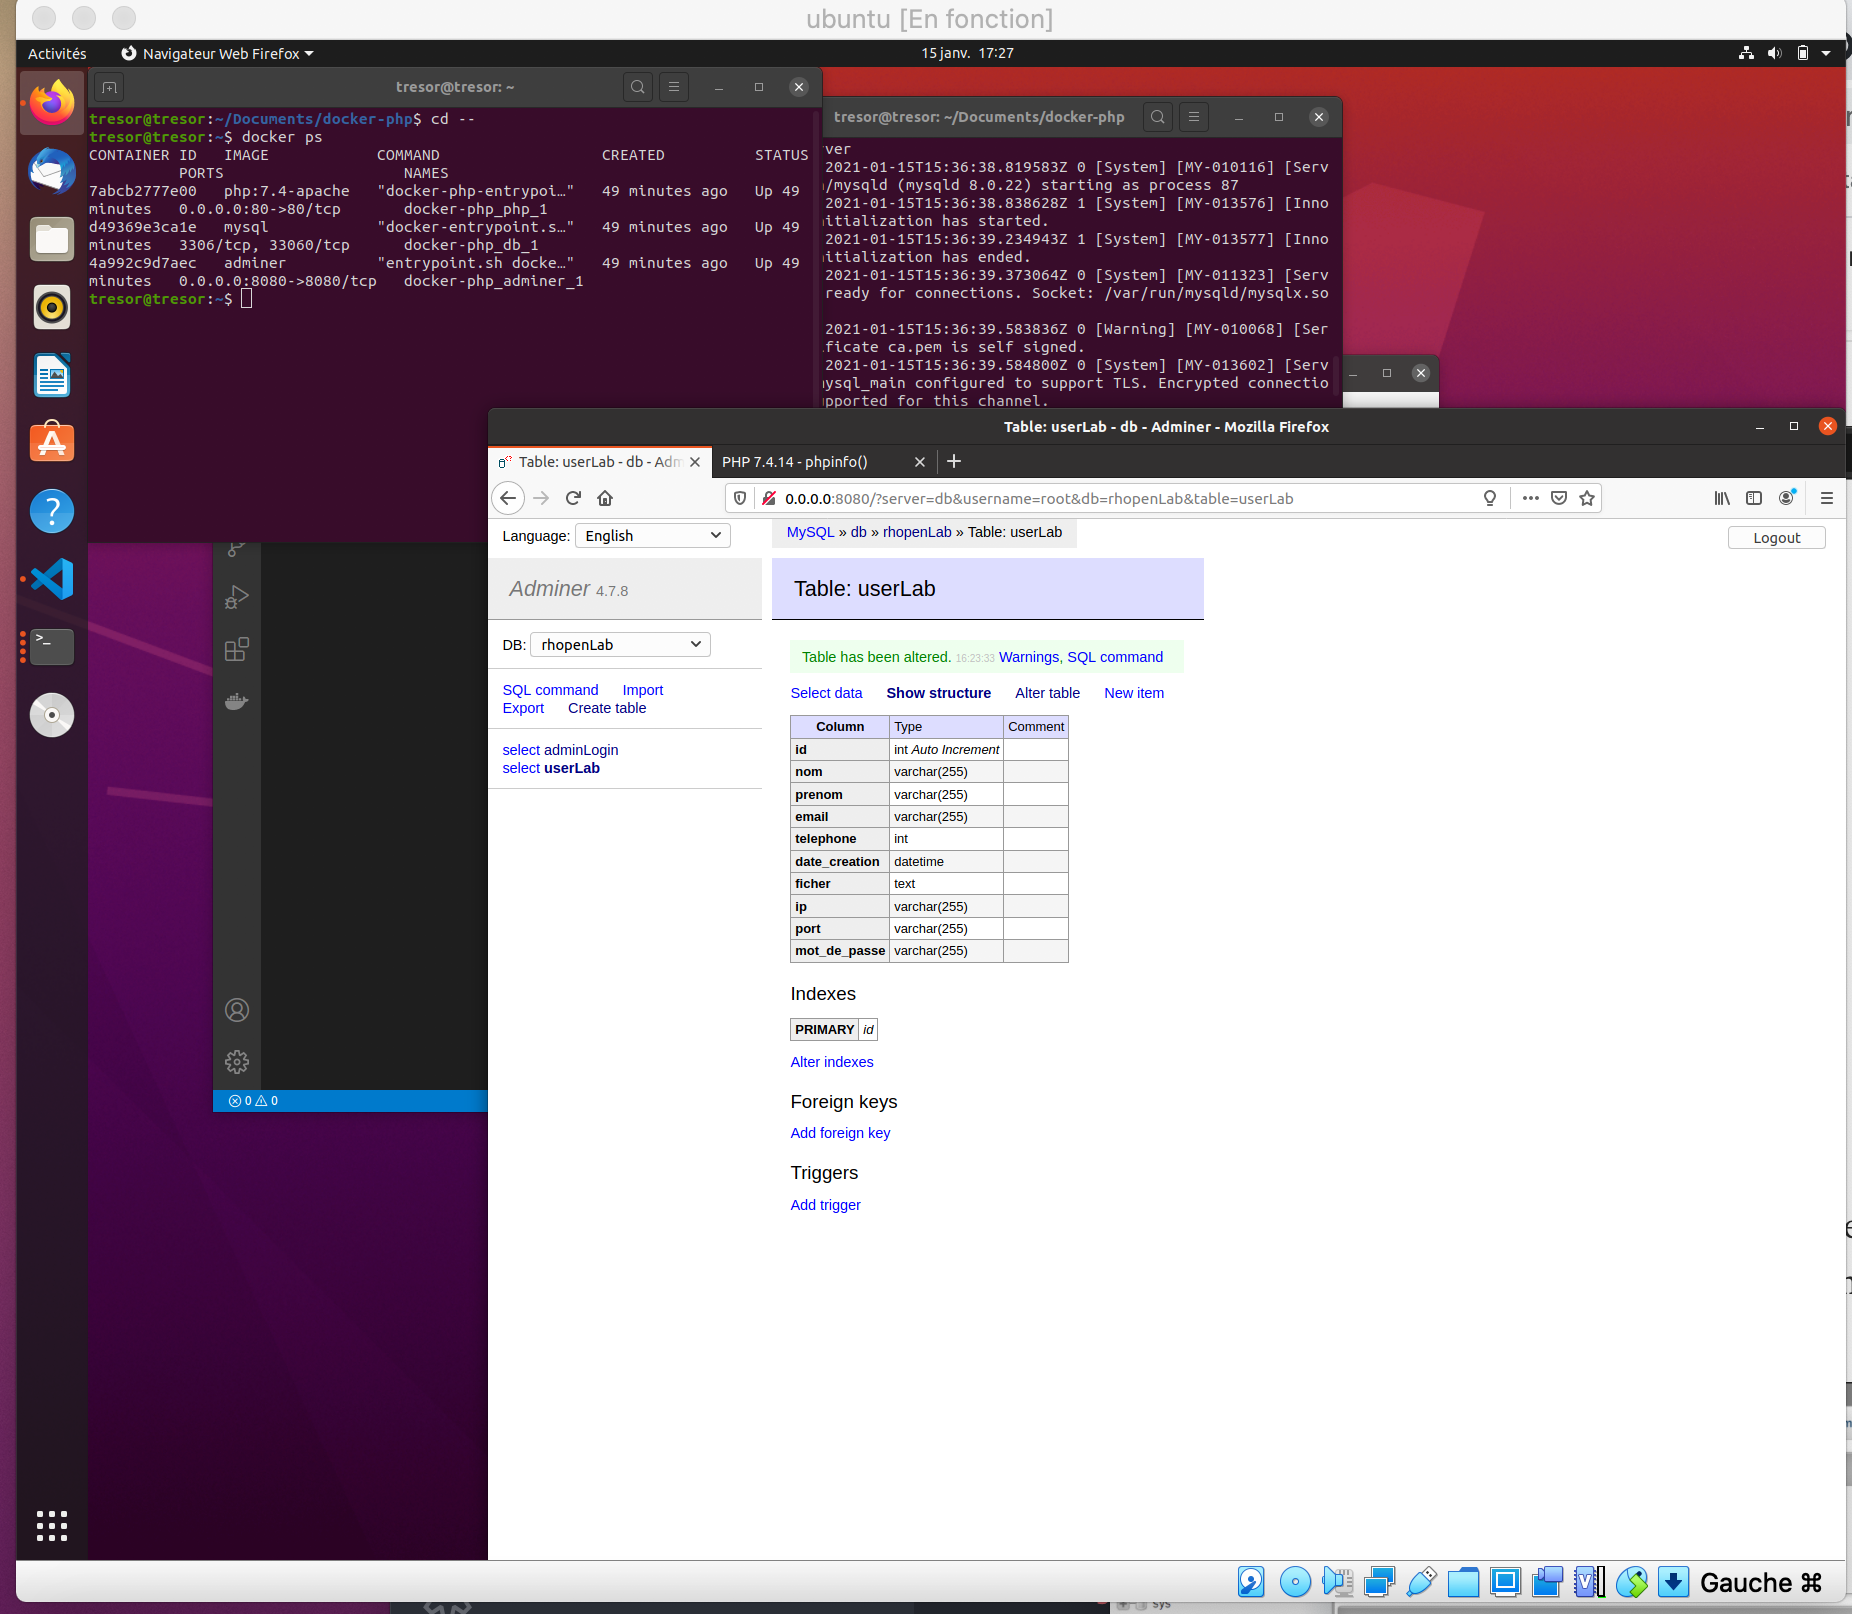 ubuntu [En fonction]
Activités
Navigateur Web Firefox
15 janv. 17:27
tresor@tresor: ~
tresor@tresor:~/Documents/docker-php$ cd --
tresor@tresor:~$ docker ps
CONTAINER ID IMAGE COMMAND CREATED STATUS
PORTS NAMES
7abcb2777e00 php:7.4-apache "docker-php-entrypoi…" 49 minutes ago Up 49
minutes 0.0.0.0:80->80/tcp docker-php_php_1
d49369e3ca1e mysql "docker-entrypoint.s…" 49 minutes ago Up 49
minutes 3306/tcp, 33060/tcp docker-php_db_1
4a992c9d7aec adminer "entrypoint.sh docke…" 49 minutes ago Up 49
minutes 0.0.0.0:8080->8080/tcp docker-php_adminer_1
tresor@tresor:~$
tresor@tresor: ~/Documents/docker-php
ver
2021-01-15T15:36:38.819583Z 0 [System] [MY-010116] [Serv
/mysqld (mysqld 8.0.22) starting as process 87
2021-01-15T15:36:38.838628Z 1 [System] [MY-013576] [Inno
itialization has started.
2021-01-15T15:36:39.234943Z 1 [System] [MY-013577] [Inno
itialization has ended.
2021-01-15T15:36:39.373064Z 0 [System] [MY-011323] [Serv
ready for connections. Socket: /var/run/mysqld/mysqlx.so
2021-01-15T15:36:39.583836Z 0 [Warning] [MY-010068] [Ser
ificate ca.pem is self signed.
2021-01-15T15:36:39.584800Z 0 [System] [MY-013602] [Serv
mysql_main configured to support TLS. Encrypted connectio
pported for this channel.
Table: userLab - db - Adminer - Mozilla Firefox
Table: userLab - db - Adm
PHP 7.4.14 - phpinfo()
0.0.0.0:8080/?server=db&username=root&db=rhopenLab&table=userLab
Language: English
MySQL » db » rhopenLab » Table: userLab
Logout
Adminer 4.7.8
Table: userLab
DB: rhopenLab
Table has been altered. 16:23:33 Warnings, SQL command
SQL command Import
Export Create table
Select data Show structure Alter table New item
select adminLogin
select userLab
Column Type Comment
id int Auto Increment
nom varchar(255)
prenom varchar(255)
email varchar(255)
telephone int
date_creation datetime
ficher text
ip varchar(255)
port varchar(255)
mot_de_passe varchar(255)
Indexes
PRIMARY id
Alter indexes
Foreign keys
Add foreign key
Triggers
Add trigger
0 0
Gauche ⌘
sys